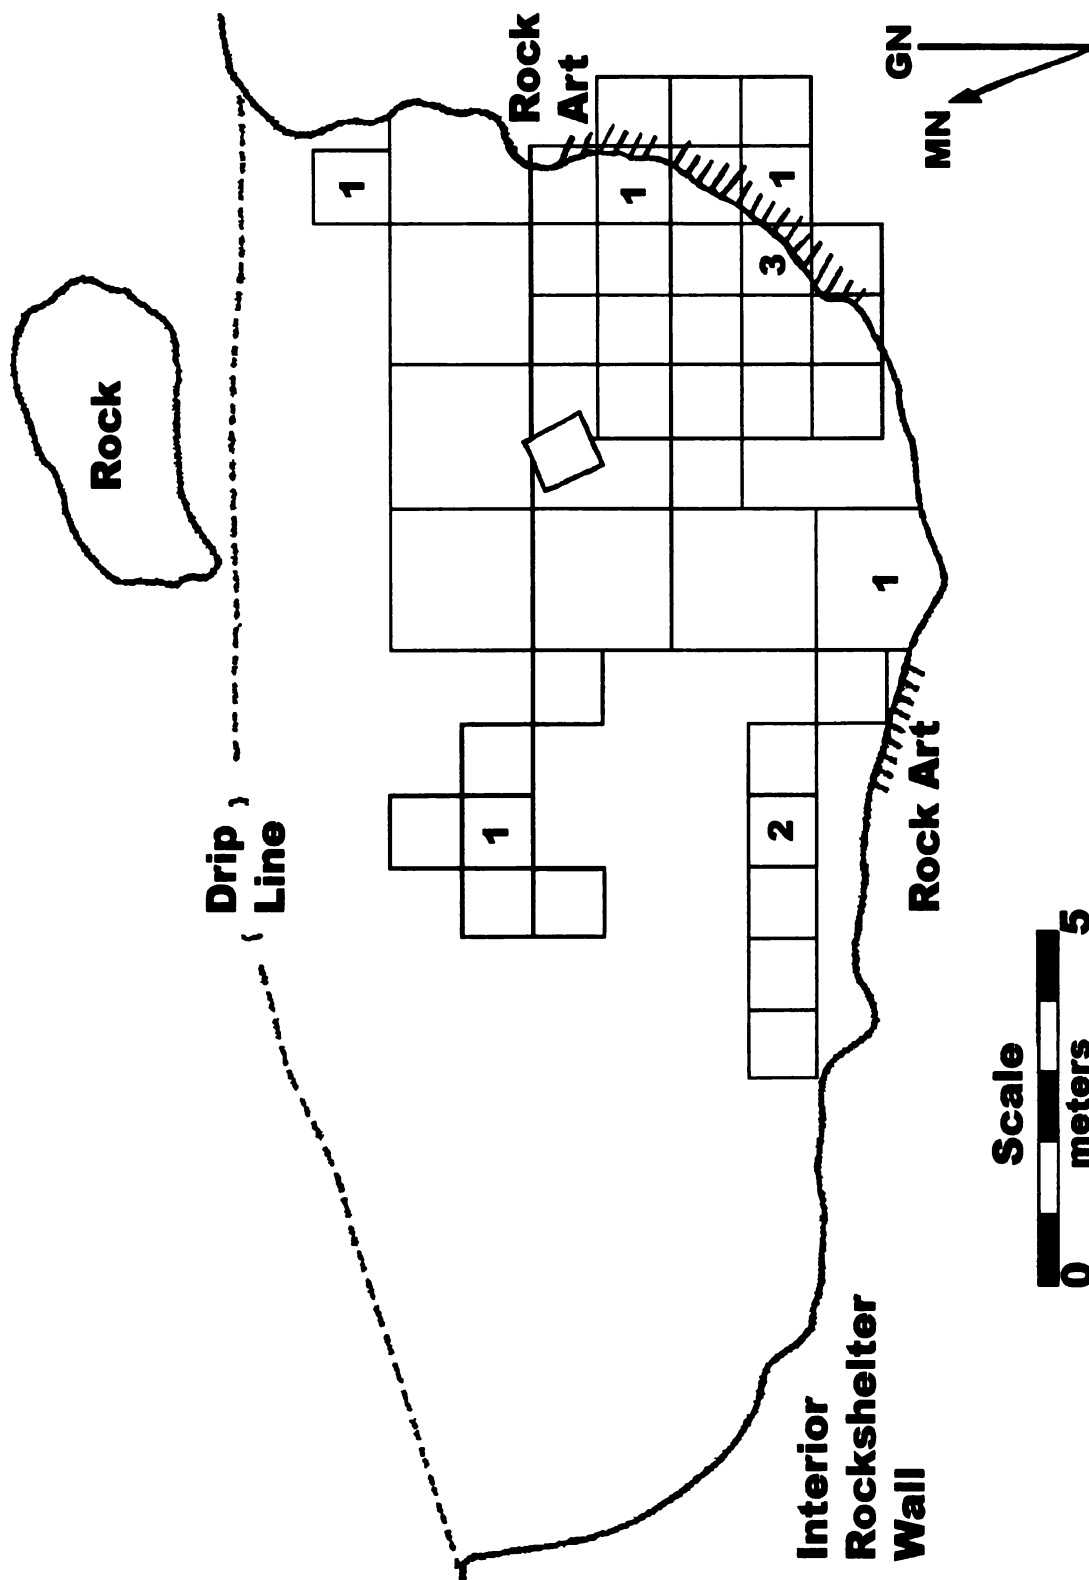 Rock
Drip
Line
Rock
Art
1
1
1
1
3
2
1
Rock Art
GN
MN
Interior
Rockshelter
Wall
Scale
0
5
meters